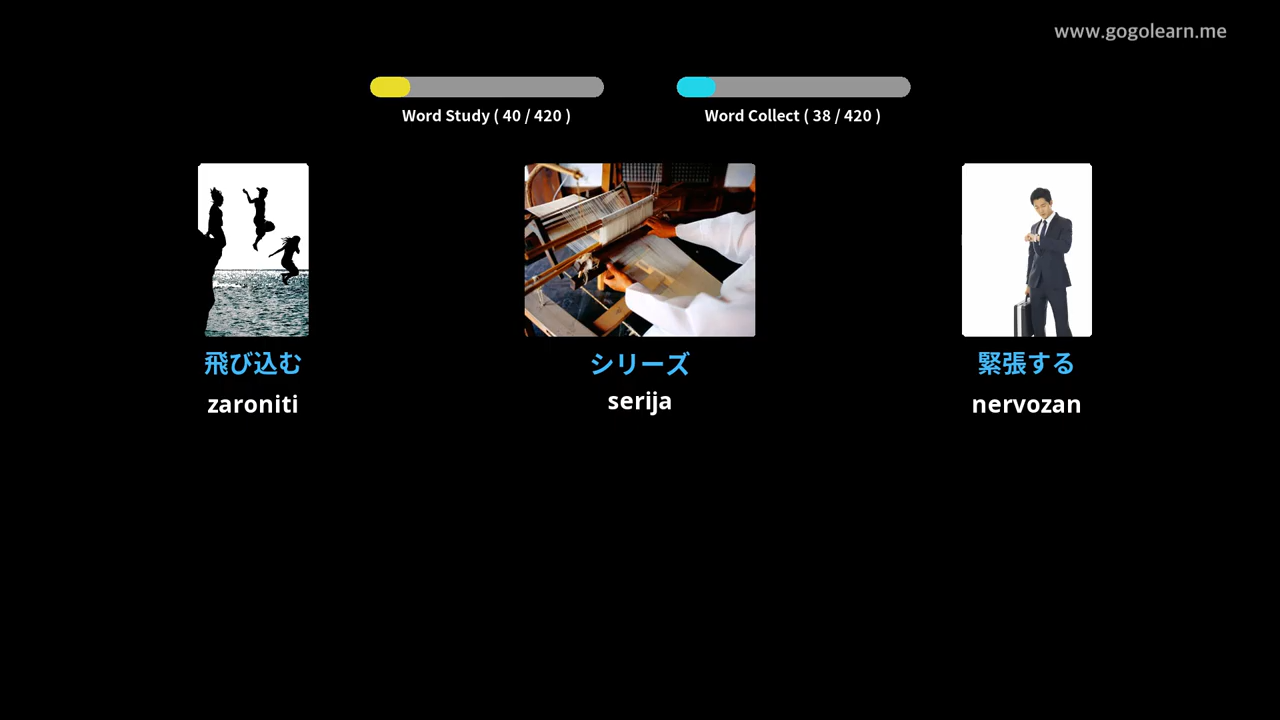 www.gogolearn.me
Word Study ( 40 / 420 )
Word Collect ( 38 / 420 )
飛び込む
シリーズ
緊張する
zaroniti
serija
nervozan